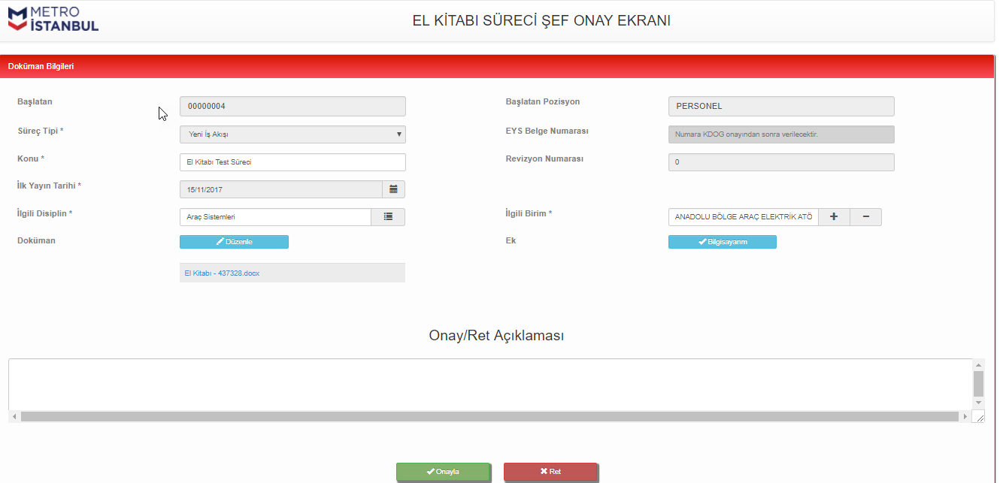 METRO
İSTANBUL
EL KİTABI SÜRECİ ŞEF ONAY EKRANI
Doküman Bilgileri
Başlatan
00000004
Başlatan Pozisyon
PERSONEL
Süreç Tipi *
Yeni İş Akışı
EYS Belge Numarası
Numara KDOG onayından sonra verilecektir.
Konu *
El Kitabı Test Süreci
Revizyon Numarası
0
İlk Yayın Tarihi *
15/11/2017
İlgili Disiplin *
Araç Sistemleri
İlgili Birim *
ANADOLU BÖLGE ARAÇ ELEKTRİK ATÖ
Doküman
Düzenle
Ek
Bilgisayarım
El Kitabı - 437328.docx
Onay/Ret Açıklaması
Onayla
Ret